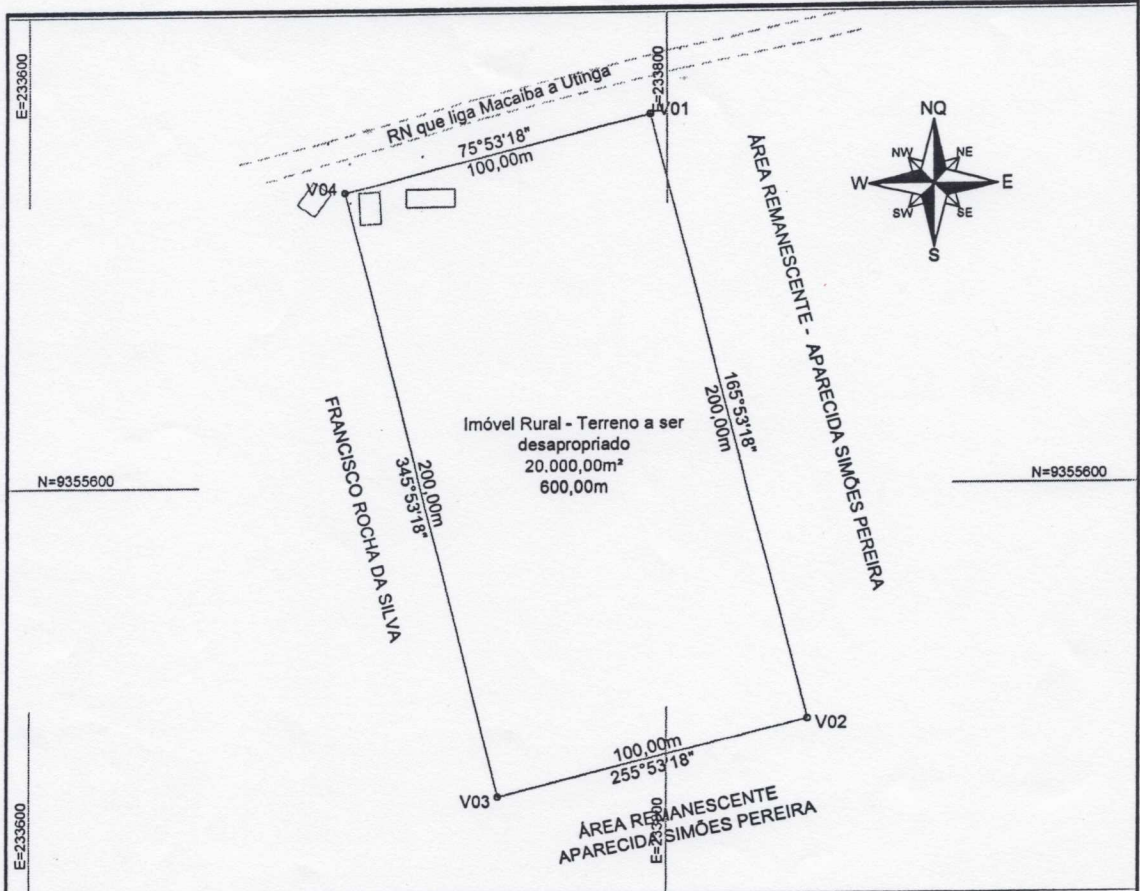 E=233600
E=233800
RN que liga Macaíba a Utinga
V01
75°53'18"
100,00m
V04
NQ
NW
NE
W
E
SW
SE
S
ÁREA REMANESCENTE - APARECIDA SIMÕES PEREIRA
165°53'18"
200,00m
Imóvel Rural - Terreno a ser
desapropriado
20.000,00m²
600,00m
FRANCISCO ROCHA DA SILVA
200,00m
345°53'18"
N=9355600
N=9355600
V02
100,00m
255°53'18"
V03
ÁREA REMANESCENTE
APARECIDA SIMÕES PEREIRA
E=233600
E=233800